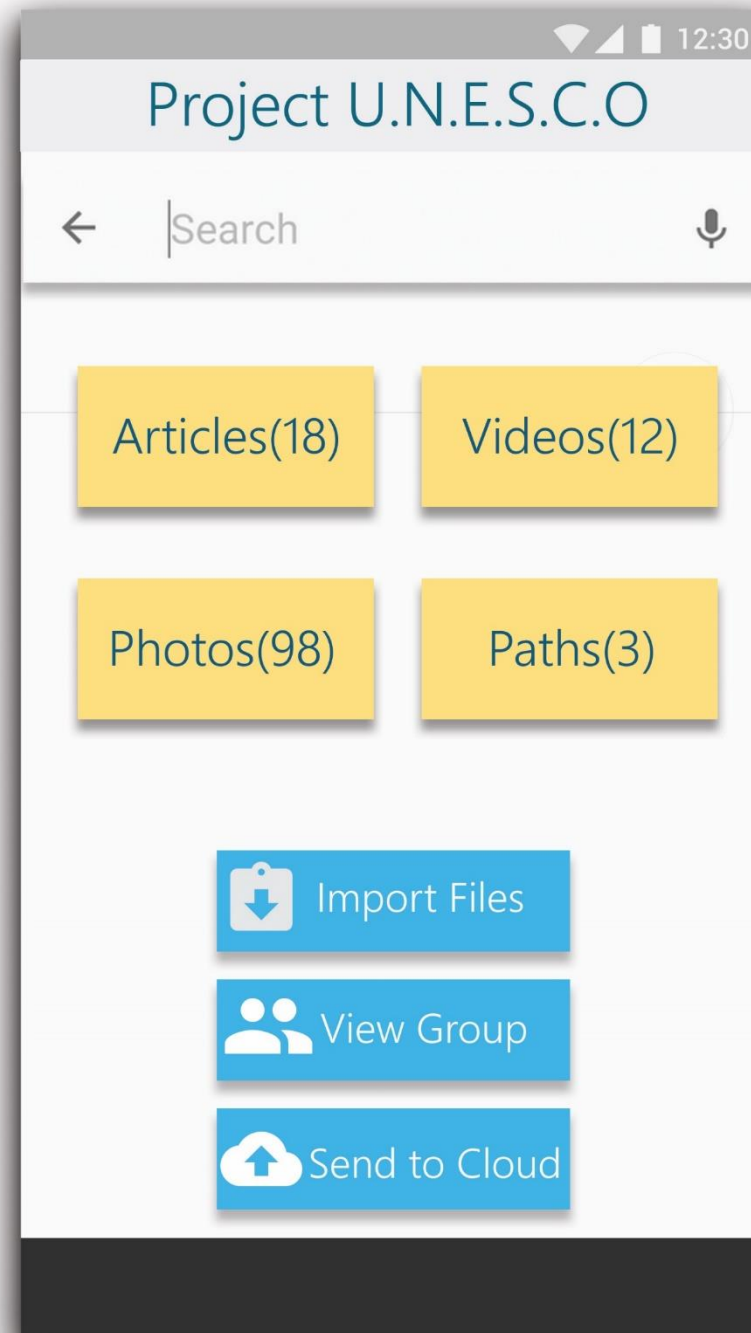 12:30
Project U.N.E.S.C.O
Search
Articles(18)
Videos(12)
Photos(98)
Paths(3)
Import Files
View Group
Send to Cloud